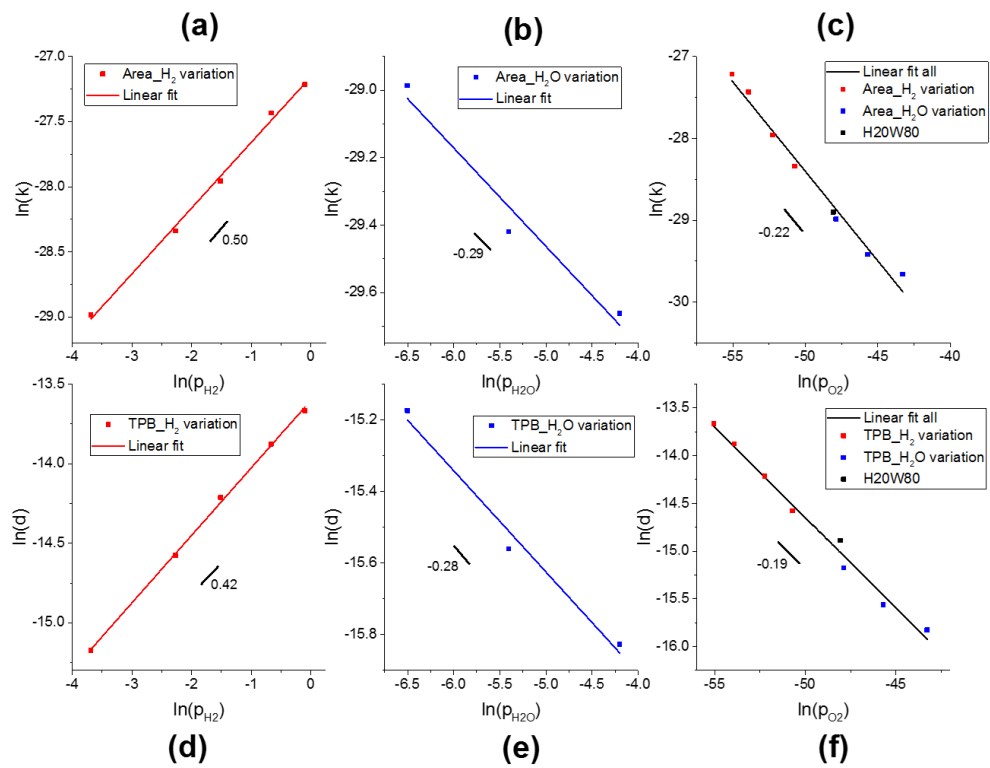 (a)
(b)
(c)
-27.0
-27.5
-28.0
-28.5
-29.0
ln(k)
Area_H₂ variation
Linear fit
0.50
-4
-3
-2
-1
0
ln(p_H2)
-29.0
-29.2
-29.4
-29.6
ln(k)
Area_H₂O variation
Linear fit
-0.29
-6.5
-6.0
-5.5
-5.0
-4.5
-4.0
ln(p_H2O)
-27
-28
-29
-30
ln(k)
Linear fit all
Area_H₂ variation
Area_H₂O variation
H20W80
-0.22
-55
-50
-45
-40
ln(p_O2)
-13.5
-14.0
-14.5
-15.0
ln(d)
TPB_H₂ variation
Linear fit
0.42
-4
-3
-2
-1
0
ln(p_H2)
-15.2
-15.4
-15.6
-15.8
ln(d)
TPB_H₂O variation
Linear fit
-0.28
-6.5
-6.0
-5.5
-5.0
-4.5
-4.0
ln(p_H2O)
-13.5
-14.0
-14.5
-15.0
-15.5
-16.0
ln(d)
Linear fit all
TPB_H₂ variation
TPB_H₂O variation
H20W80
-0.19
-55
-50
-45
ln(p_O2)
(d)
(e)
(f)